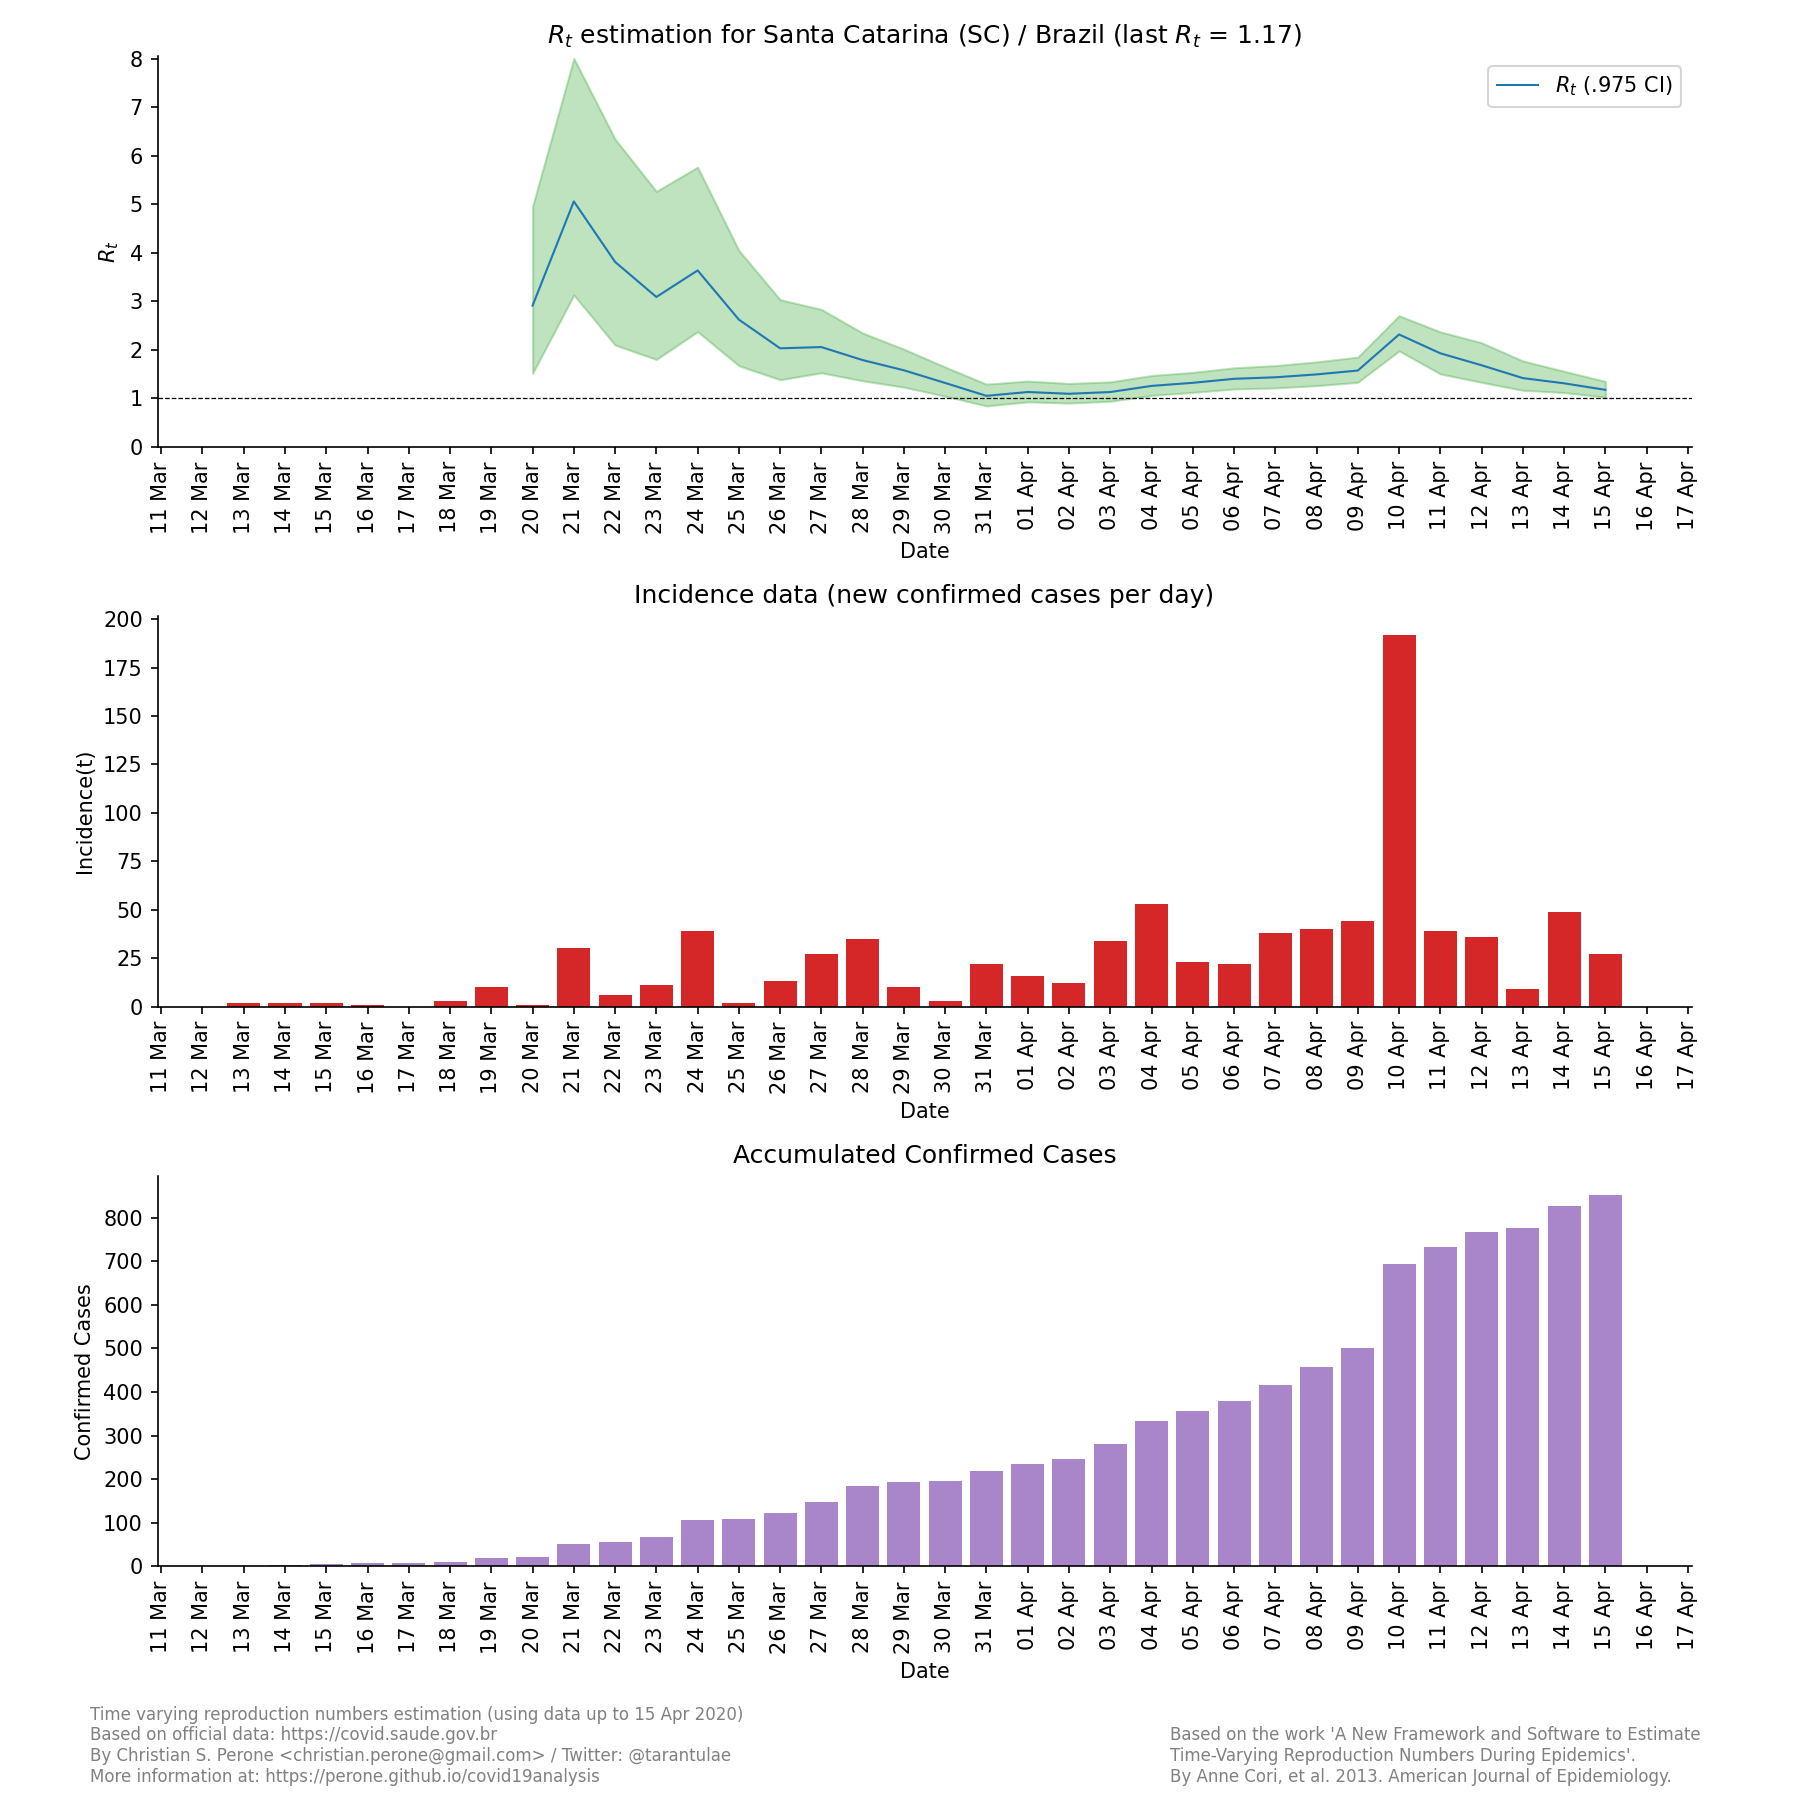 Rt estimation for Santa Catarina (SC) / Brazil (last Rt = 1.17)
8
7
6
5
4
3
2
1
0
Rt
Rt (.975 CI)
11 Mar 12 Mar 13 Mar 14 Mar 15 Mar 16 Mar 17 Mar 18 Mar 19 Mar 20 Mar 21 Mar 22 Mar 23 Mar 24 Mar 25 Mar 26 Mar 27 Mar 28 Mar 29 Mar 30 Mar 31 Mar 01 Apr 02 Apr 03 Apr 04 Apr 05 Apr 06 Apr 07 Apr 08 Apr 09 Apr 10 Apr 11 Apr 12 Apr 13 Apr 14 Apr 15 Apr 16 Apr 17 Apr
Date
Incidence data (new confirmed cases per day)
200
175
150
125
100
75
50
25
0
Incidence(t)
11 Mar 12 Mar 13 Mar 14 Mar 15 Mar 16 Mar 17 Mar 18 Mar 19 Mar 20 Mar 21 Mar 22 Mar 23 Mar 24 Mar 25 Mar 26 Mar 27 Mar 28 Mar 29 Mar 30 Mar 31 Mar 01 Apr 02 Apr 03 Apr 04 Apr 05 Apr 06 Apr 07 Apr 08 Apr 09 Apr 10 Apr 11 Apr 12 Apr 13 Apr 14 Apr 15 Apr 16 Apr 17 Apr
Date
Accumulated Confirmed Cases
800
700
600
500
400
300
200
100
0
Confirmed Cases
11 Mar 12 Mar 13 Mar 14 Mar 15 Mar 16 Mar 17 Mar 18 Mar 19 Mar 20 Mar 21 Mar 22 Mar 23 Mar 24 Mar 25 Mar 26 Mar 27 Mar 28 Mar 29 Mar 30 Mar 31 Mar 01 Apr 02 Apr 03 Apr 04 Apr 05 Apr 06 Apr 07 Apr 08 Apr 09 Apr 10 Apr 11 Apr 12 Apr 13 Apr 14 Apr 15 Apr 16 Apr 17 Apr
Date
Time varying reproduction numbers estimation (using data up to 15 Apr 2020)
Based on official data: https://covid.saude.gov.br
By Christian S. Perone <christian.perone@gmail.com> / Twitter: @tarantulae
More information at: https://perone.github.io/covid19analysis
Based on the work 'A New Framework and Software to Estimate
Time-Varying Reproduction Numbers During Epidemics'.
By Anne Cori, et al. 2013. American Journal of Epidemiology.